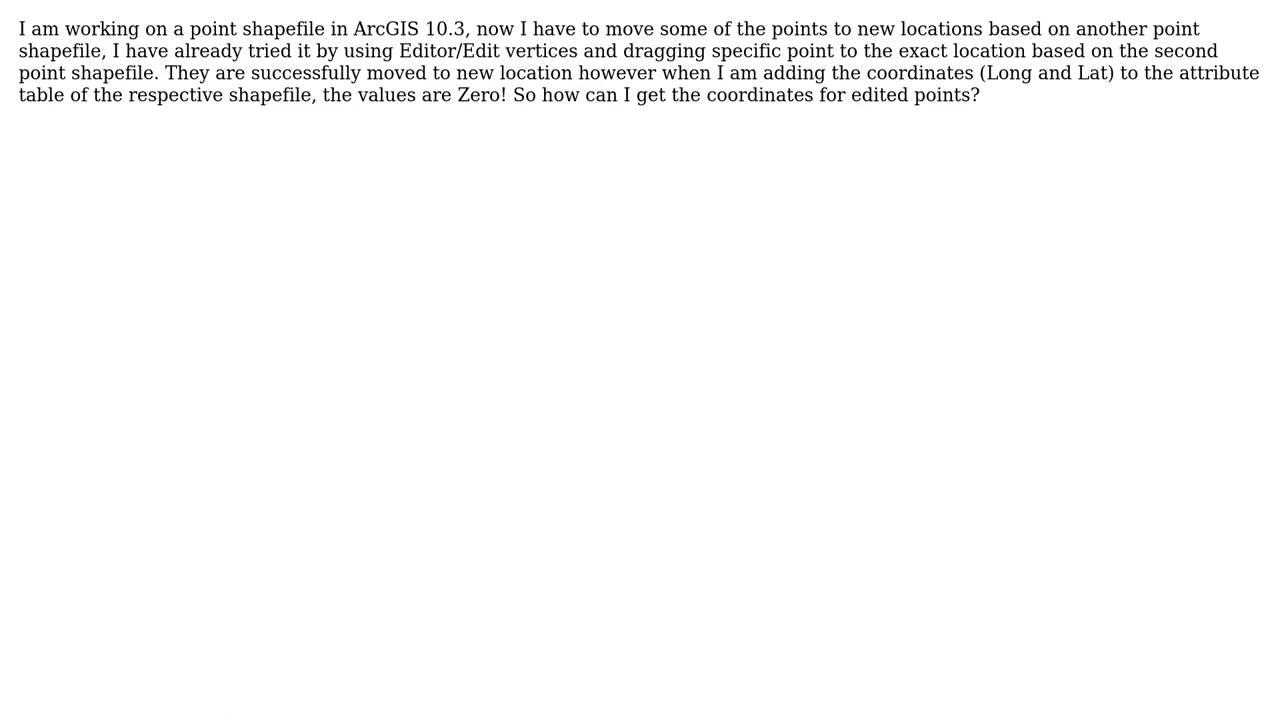 I am working on a point shapefile in ArcGIS 10.3, now I have to move some of the points to new locations based on another point
shapefile, I have already tried it by using Editor/Edit vertices and dragging specific point to the exact location based on the second
point shapefile. They are successfully moved to new location however when I am adding the coordinates (Long and Lat) to the attribute
table of the respective shapefile, the values are Zero! So how can I get the coordinates for edited points?